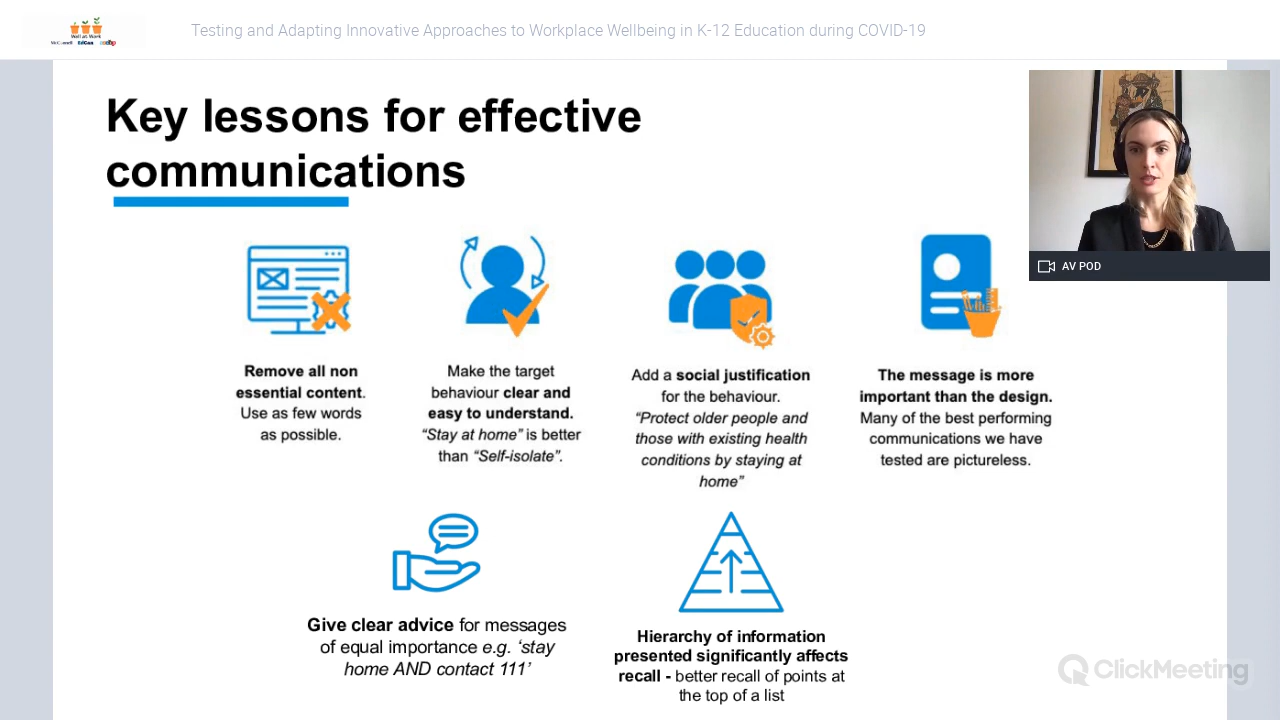 Well at Work
Testing and Adapting Innovative Approaches to Workplace Wellbeing in K-12 Education during COVID-19
Key lessons for effective
communications
AV POD
Remove all non
essential content.
Use as few words
as possible.
Make the target
behaviour clear and
easy to understand.
“Stay at home” is better
than “Self-isolate”.
Add a social justification
for the behaviour.
“Protect older people and
those with existing health
conditions by staying at
home”
The message is more
important than the design.
Many of the best performing
communications we have
tested are pictureless.
Give clear advice for messages
of equal importance e.g. ‘stay
home AND contact 111’
Hierarchy of information
presented significantly affects
recall - better recall of points at
the top of a list
ClickMeeting